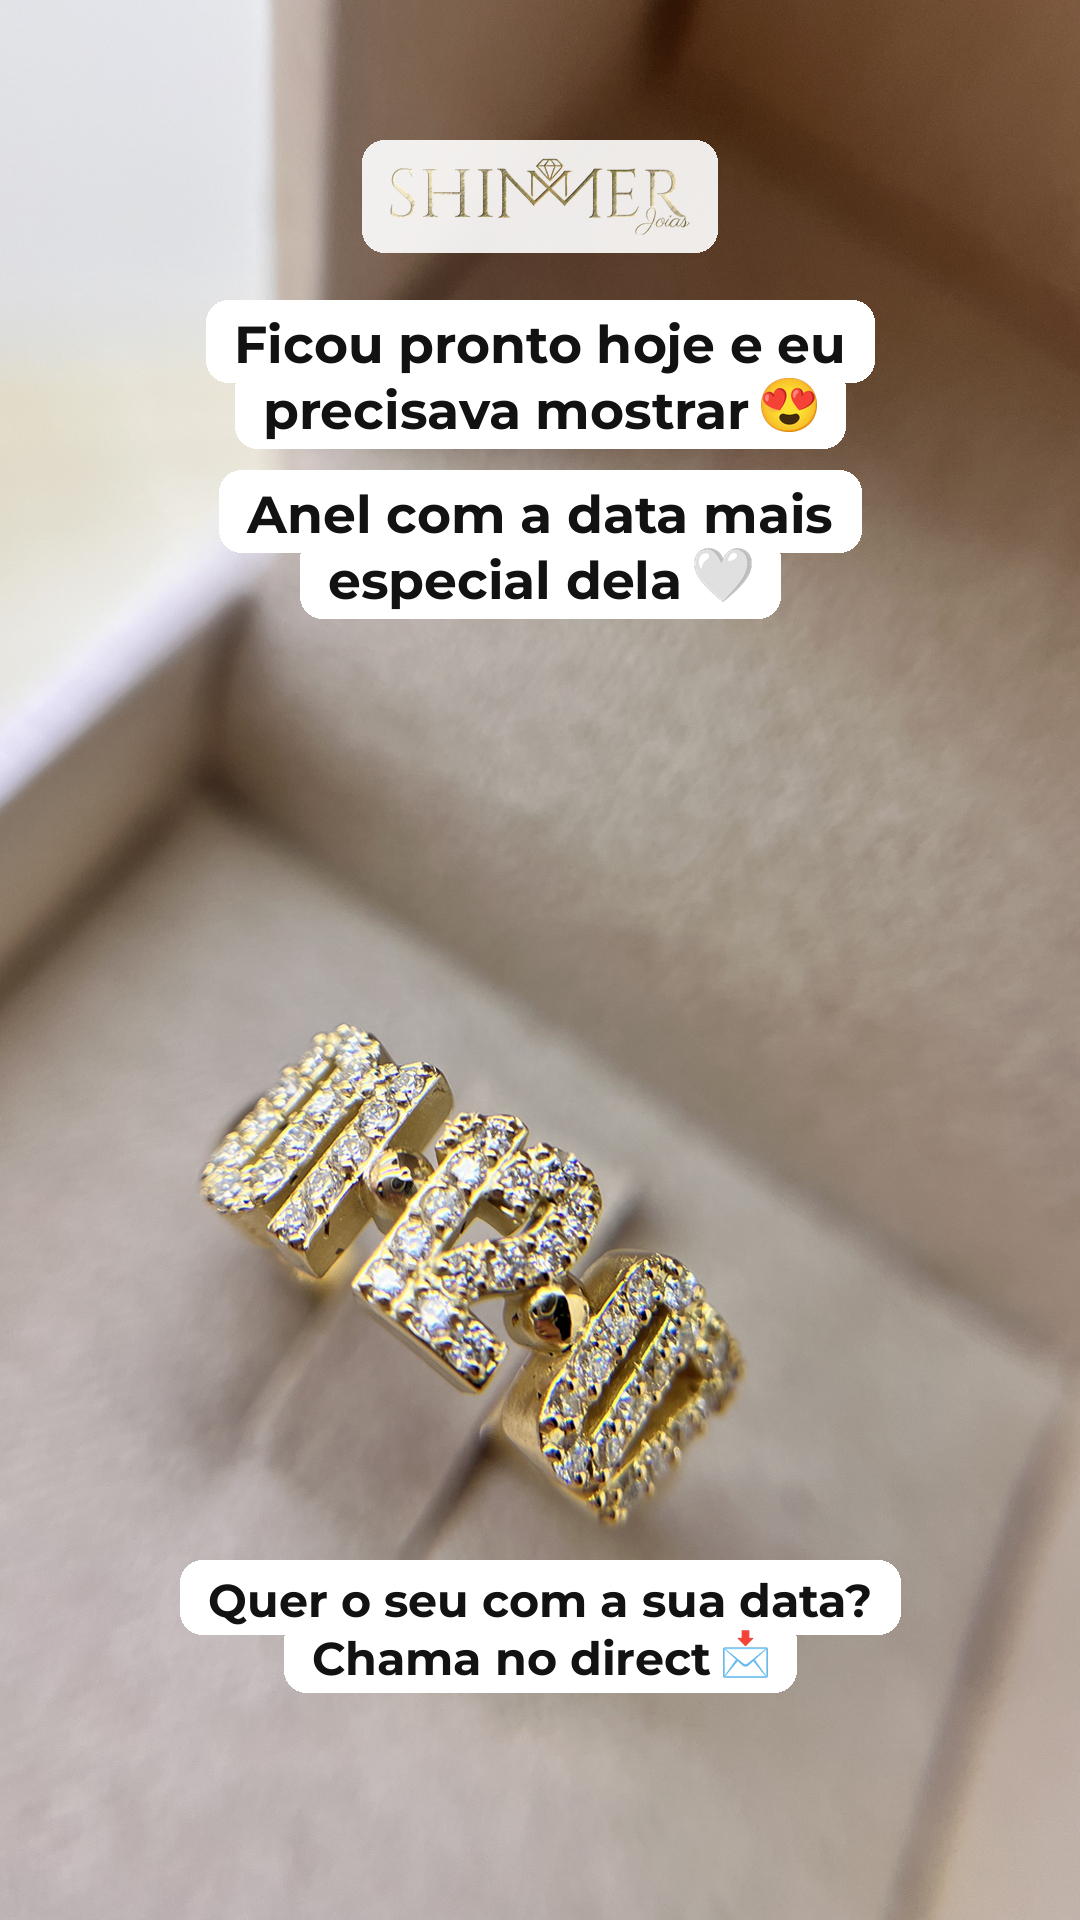 SHIMMER
Joias
Ficou pronto hoje e eu
precisava mostrar 😍
Anel com a data mais
especial dela 🤍
R
Quer o seu com a sua data?
Chama no direct 📩